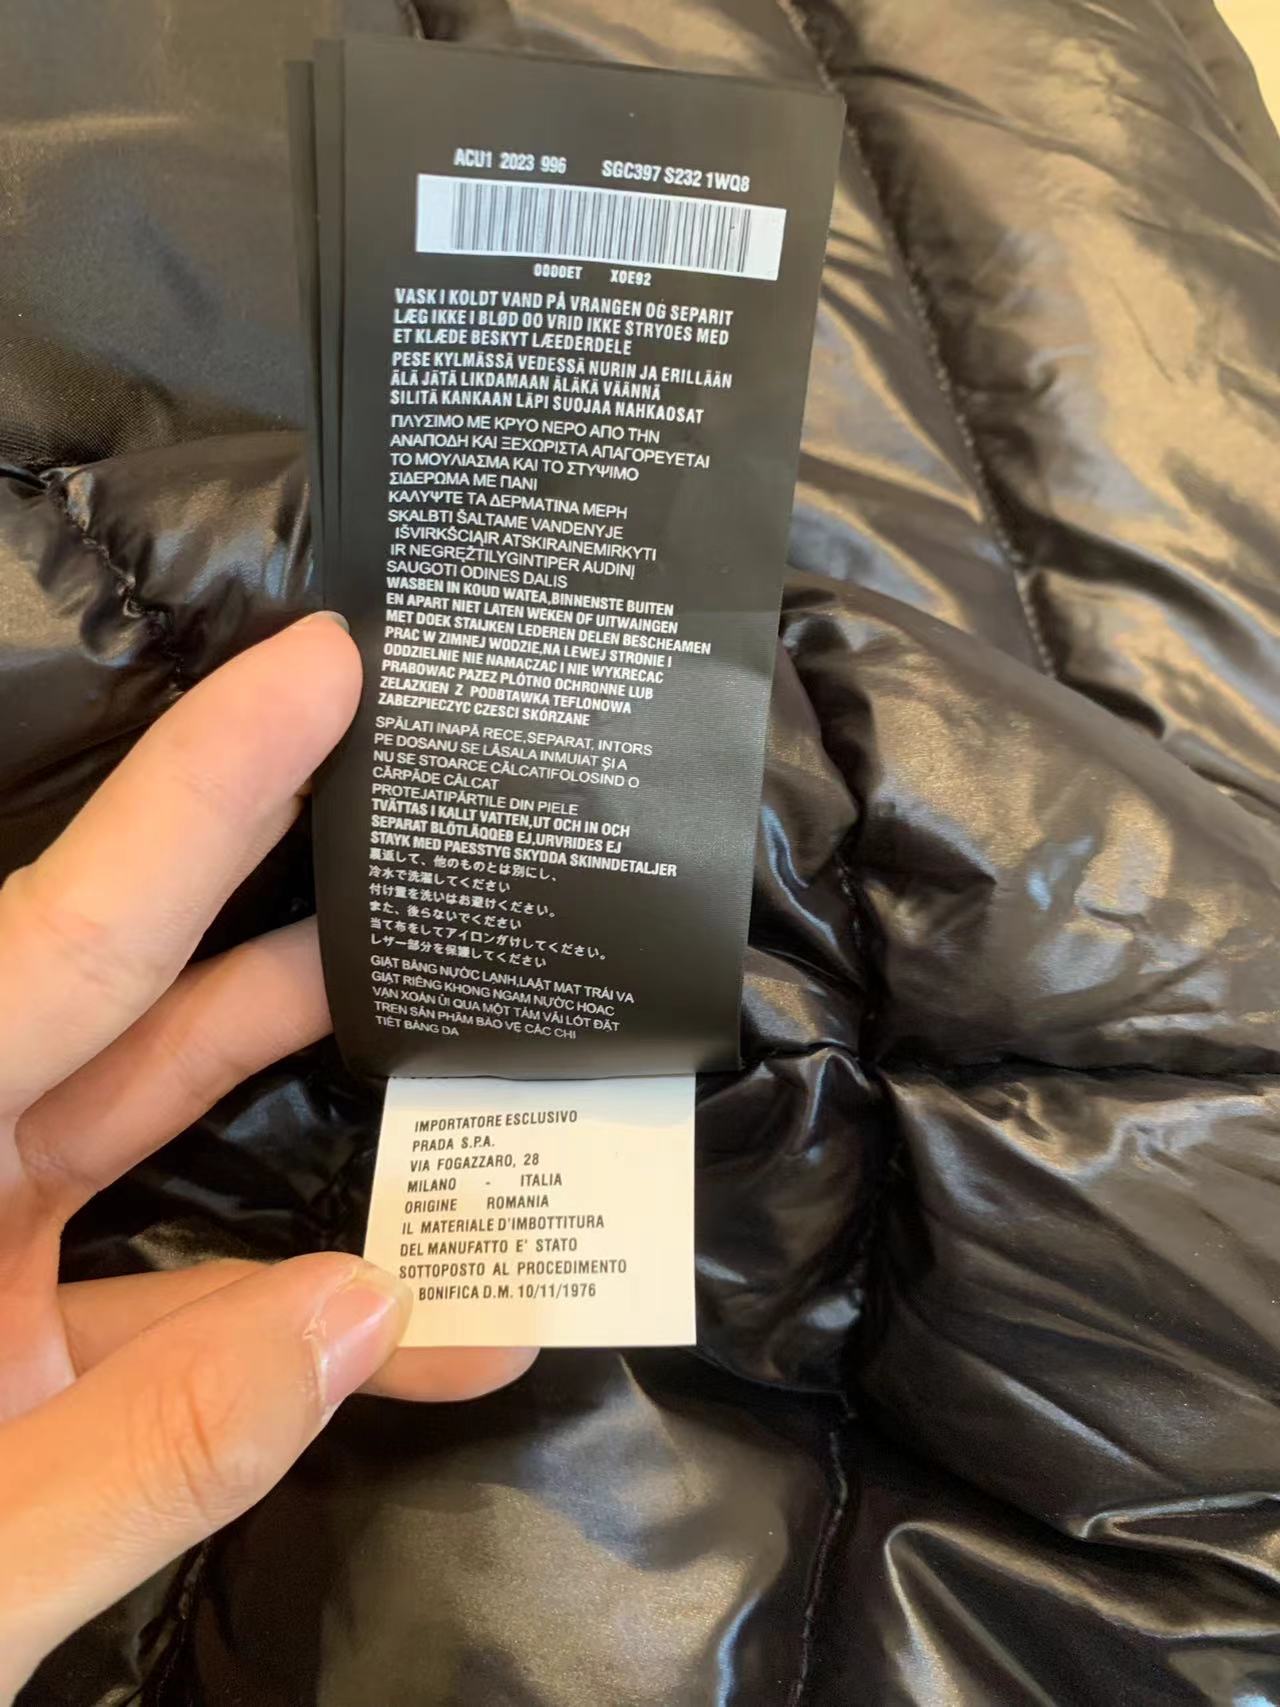 ACU1 2023 996 SGC397 S232 1WQ8
0DD0ET X0E92
VASK I KOLDT VAND PÅ VRANGEN OG SEPARIT
LÆG IKKE I BLØD OO VRID IKKE STRYOES MED
ET KLÆDE BESKYT LÆEDERDELE
PESE KYLMÄSSÄ VEDESSÄ NURIN JA ERILLÄÄN
ÄLÄ JÄTÄ LIKDAMAAN ÄLÄKÄ VÄÄNNÄ
SILITÄ KANKAAN LÄPI SUOJAA NAHKAOSAT
ΠΛΥΣΙΜΟ ΜΕ ΚΡΥΟ ΝΕΡΟ ΑΠΟ ΤΗΝ
ΑΝΑΠΟΔΗ ΚΑΙ ΞΕΧΩΡΙΣΤΑ ΑΠΑΓΟΡΕΥΕΤΑΙ
ΤΟ ΜΟΥΛΙΑΣΜΑ ΚΑΙ ΤΟ ΣΤΥΨΙΜΟ
ΣΙΔΕΡΩΜΑ ΜΕ ΠΑΝΙ
ΚΑΛΥΨΤΕ ΤΑ ΔΕΡΜΑΤΙΝΑ ΜΕΡΗ
SKALBTI ŠALTAME VANDENYJE
IŠVIRKŠCIĄIR ATSKIRAINEMIRKYTI
IR NEGRĘŽTILYGINTIPER AUDINĮ
SAUGOTI ODINES DALIS
WASBEN IN KOUD WATEA,BINNENSTE BUITEN
EN APART NIET LATEN WEKEN OF UITWAINGEN
MET DOEK STAIJKEN LEDEREN DELEN BESCHEAMEN
PRAC W ZIMNEJ WODZIE,NA LEWEJ STRONIE I
ODDZIELNIE NIE NAMACZAC I NIE WYKRECAC
PRABOWAC PAZEZ PLÓTNO OCHRONNE LUB
ZELAZKIEN Z PODBTAWKA TEFLONOWA
ZABEZPIECZYC CZESCI SKÓRZANE
SPĂLATI INAPĂ RECE,SEPARAT, INTORS
PE DOSANU SE LĂSALA INMUIAT ŞI A
NU SE STOARCE CĂLCATIFOLOSIND O
CÂRPĂDE CĂLCAT
PROTEJATIPĂRTILE DIN PIELE
TVÄTTAS I KALLT VATTEN,UT OCH IN OCH
SEPARAT BLÖTLÄQQEB EJ,URVRIDES EJ
STAYK MED PAESSTYG SKYDDA SKINNDETALJER
裏返して、他のものとは別にし、
冷水で洗濯してください
付け量を洗いはお避けください。
また、後らないでください
当て布をしてアイロンがけしてください。
レザー部分を保護してください
GIẶT BẰNG NƯỚC LẠNH,LAẶT MAT TRÁI VA
GIẶT RIÊNG KHONG NGAM NƯỚC HOAC
VẶN XOẮN ỦI QUA MỘT TẤM VẢI LÓT ĐẶT
TREN SẢN PHẨM BẢO VỆ CÁC CHI
TIẾT BẰNG DA
IMPORTATORE ESCLUSIVO
PRADA S.P.A.
VIA FOGAZZARO, 28
MILANO - ITALIA
ORIGINE ROMANIA
IL MATERIALE D'IMBOTTITURA
DEL MANUFATTO E' STATO
SOTTOPOSTO AL PROCEDIMENTO
BONIFICA D.M. 10/11/1976